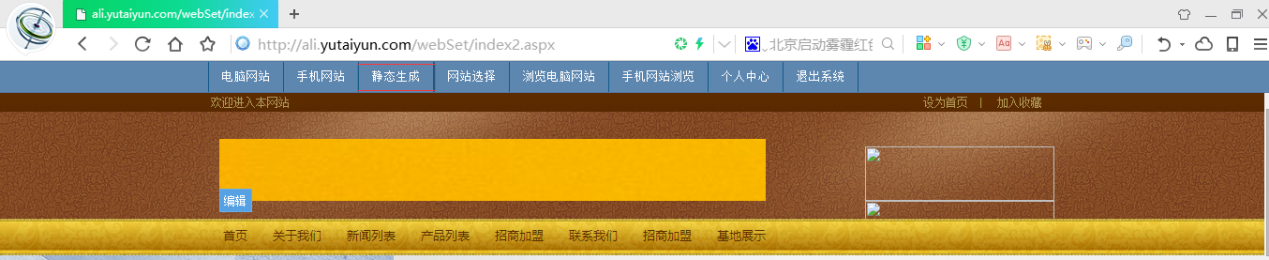 ali.yutaiyun.com/webSet/index
http://ali.yutaiyun.com/webSet/index2.aspx 北京启动雾霾红色
电脑网站 手机网站 静态生成 网站选择 浏览电脑网站 手机网站浏览 个人中心 退出系统
欢迎进入本网站 设为首页 | 加入收藏
编辑
首页 关于我们 新闻列表 产品列表 招商加盟 联系我们 招商加盟 基地展示